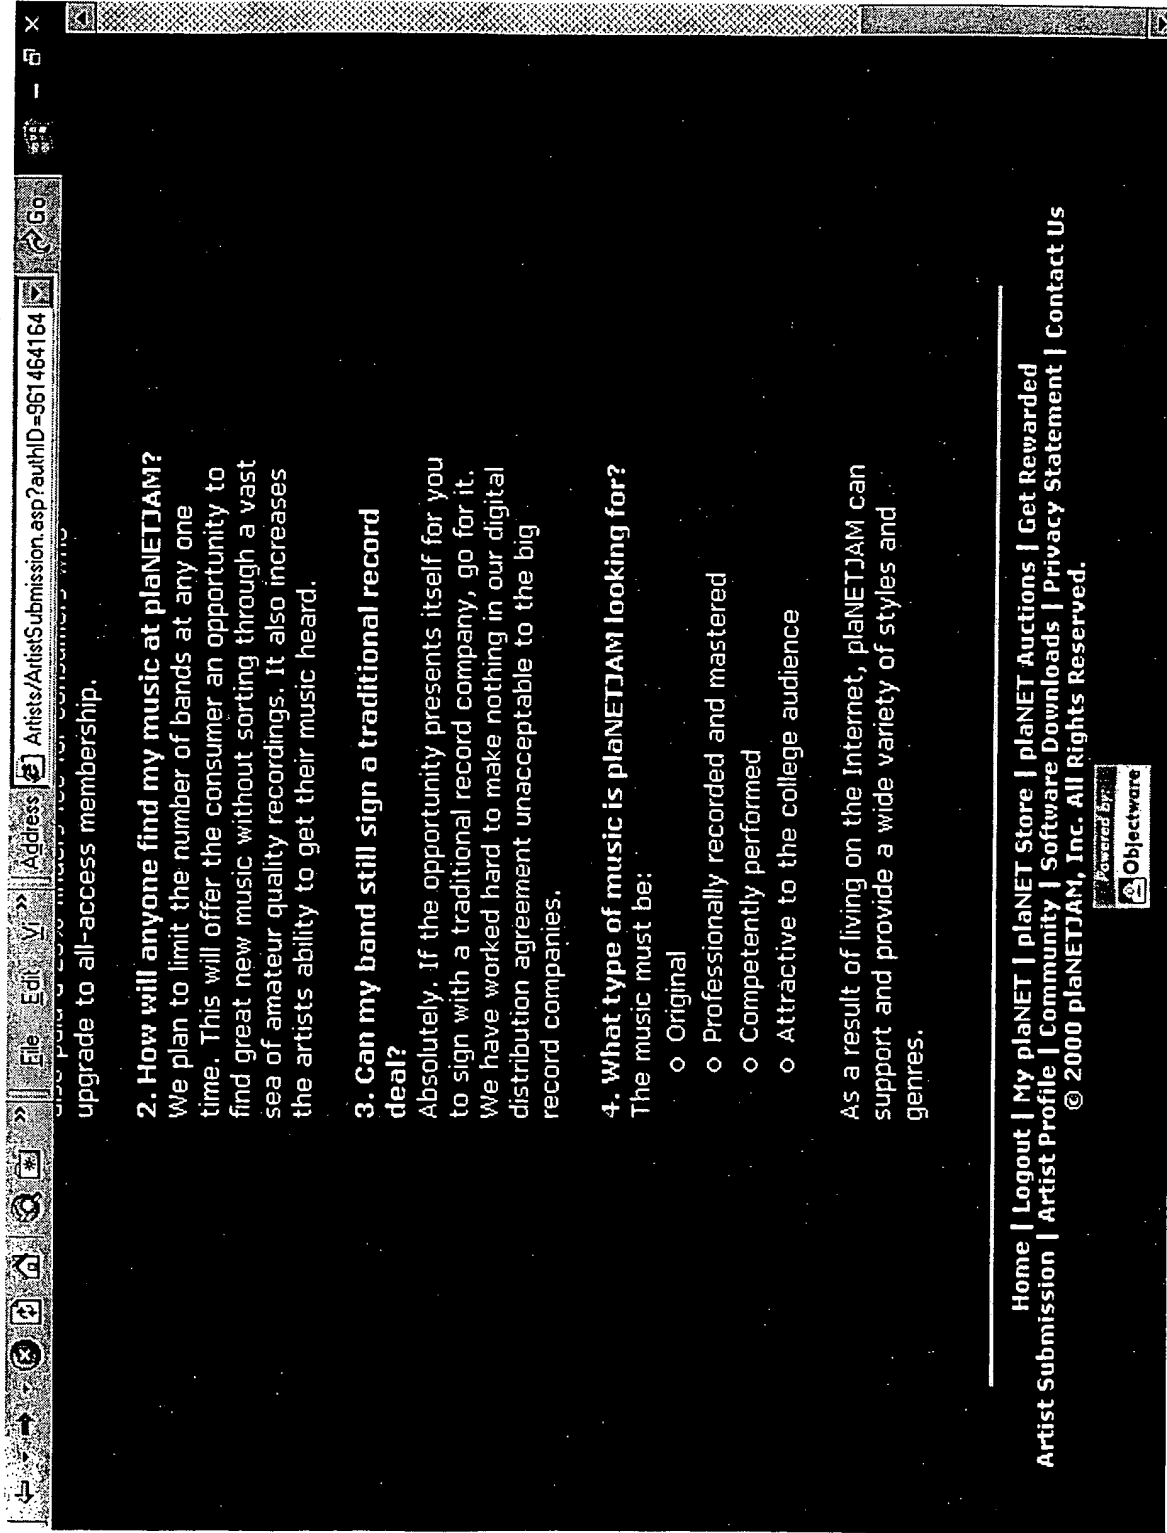 File Edit Vi » Address Artists/ArtistSubmission.asp?authID=961464164 Go
upgrade to all-access membership.
2. How will anyone find my music at plaNETJAM?
We plan to limit the number of bands at any one
time. This will offer the consumer an opportunity to
find great new music without sorting through a vast
sea of amateur quality recordings. It also increases
the artists ability to get their music heard.
3. Can my band still sign a traditional record
deal?
Absolutely. If the opportunity presents itself for you
to sign with a traditional record company, go for it.
We have worked hard to make nothing in our digital
distribution agreement unacceptable to the big
record companies.
4. What type of music is plaNETJAM looking for?
The music must be:
o Original
o Professionally recorded and mastered
o Competently performed
o Attractive to the college audience
As a result of living on the Internet, plaNETJAM can
support and provide a wide variety of styles and
genres.
Home | Logout | My plaNET | plaNET Store | plaNET Auctions | Get Rewarded
Artist Submission | Artist Profile | Community | Software Downloads | Privacy Statement | Contact Us
© 2000 plaNETJAM, Inc. All Rights Reserved.
Powered by:
Objectware